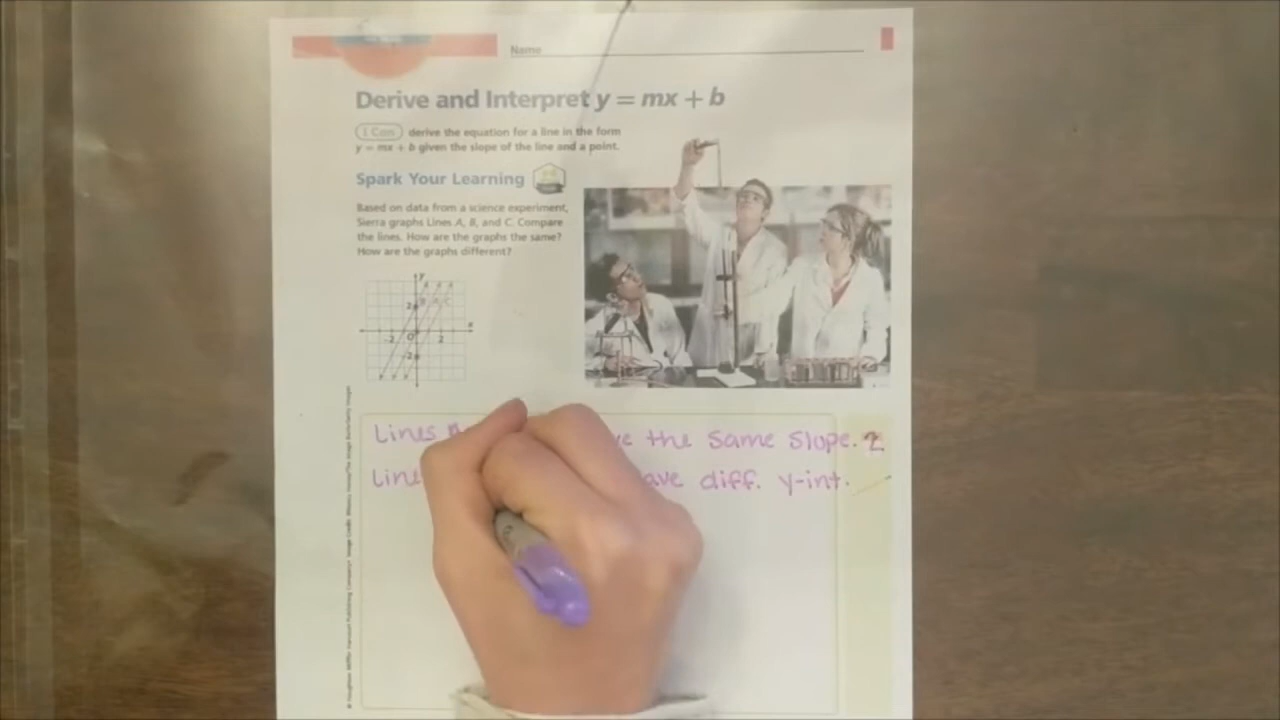 Name
Derive and Interpret y = mx + b
I Can derive the equation for a line in the form
y = mx + b given the slope of the line and a point.
Spark Your Learning
Based on data from a science experiment,
Sierra graphs Lines A, B, and C. Compare
the lines. How are the graphs the same?
How are the graphs different?
y
A B C
2
x
-2 O 2
-2
Lines the same slope.
diff. y-int.